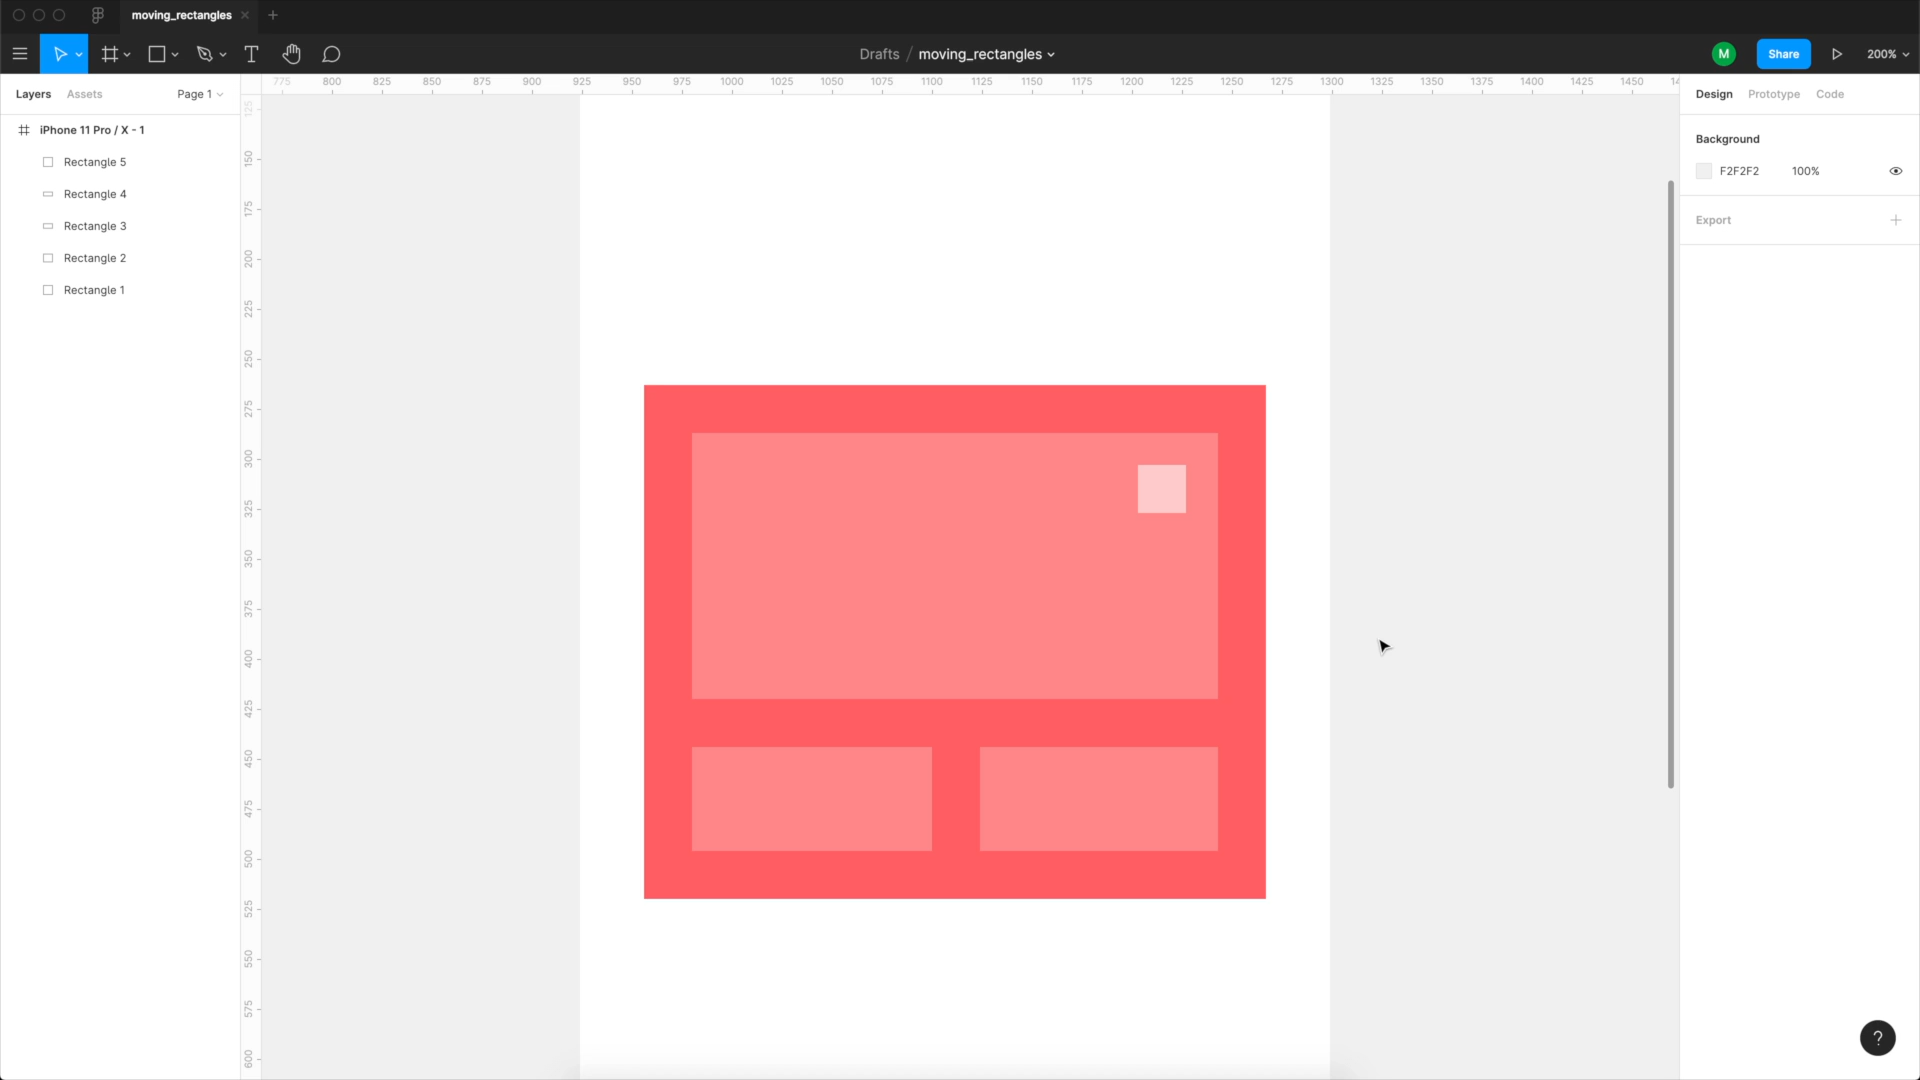 moving_rectangles
Drafts / moving_rectangles
M
Share
200%
Layers Assets Page 1
775 800 825 850 875 900 925 950 975 1000 1025 1050 1075 1100 1125 1150 1175 1200 1225 1250 1275 1300 1325 1350 1375 1400 1425 1450 14
Design Prototype Code
125
150
175
200
225
250
275
300
325
350
375
400
425
450
475
500
525
550
575
600
iPhone 11 Pro / X - 1
Rectangle 5
Rectangle 4
Rectangle 3
Rectangle 2
Rectangle 1
Background
F2F2F2 100%
Export
?